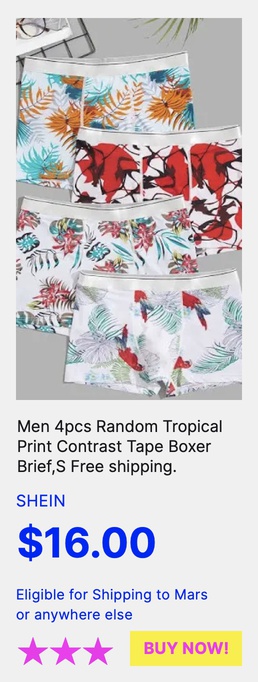 Men 4pcs Random Tropical
Print Contrast Tape Boxer
Brief,S Free shipping.
SHEIN
$16.00
Eligible for Shipping to Mars
or anywhere else
BUY NOW!